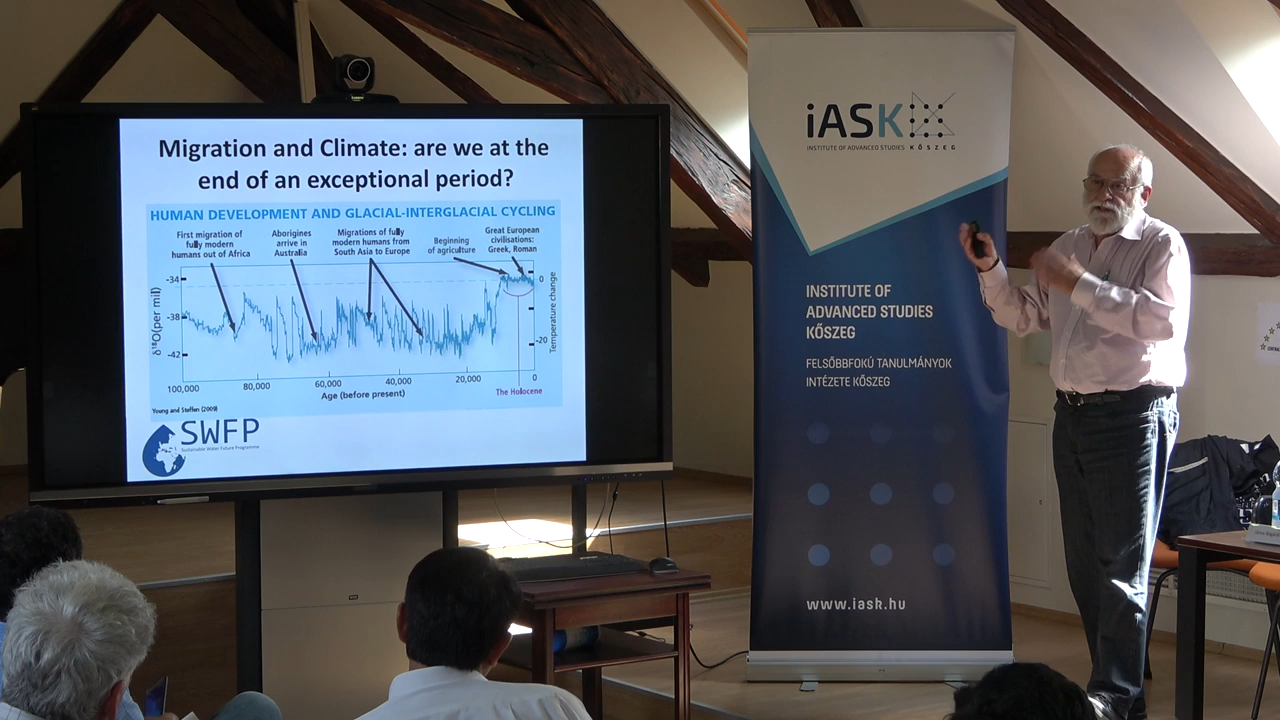 Migration and Climate: are we at the
end of an exceptional period?
HUMAN DEVELOPMENT AND GLACIAL-INTERGLACIAL CYCLING
First migration of
fully modern
humans out of Africa
Aborigines
arrive in
Australia
Migrations of fully
modern humans from
South Asia to Europe
Beginning
of agriculture
Great European
civilisations:
Greek, Roman
-34
-38
-42
δ¹⁸O(per mil)
0
-20
Temperature change
100,000
80,000
60,000
40,000
20,000
0
Age (before present)
The Holocene
Young and Steffen (2009)
SWFP
Sustainable Water Future Programme
iASK
INSTITUTE OF ADVANCED STUDIES KŐSZEG
INSTITUTE OF
ADVANCED STUDIES
KŐSZEG
FELSŐBBFOKÚ TANULMÁNYOK
INTÉZETE KŐSZEG
www.iask.hu